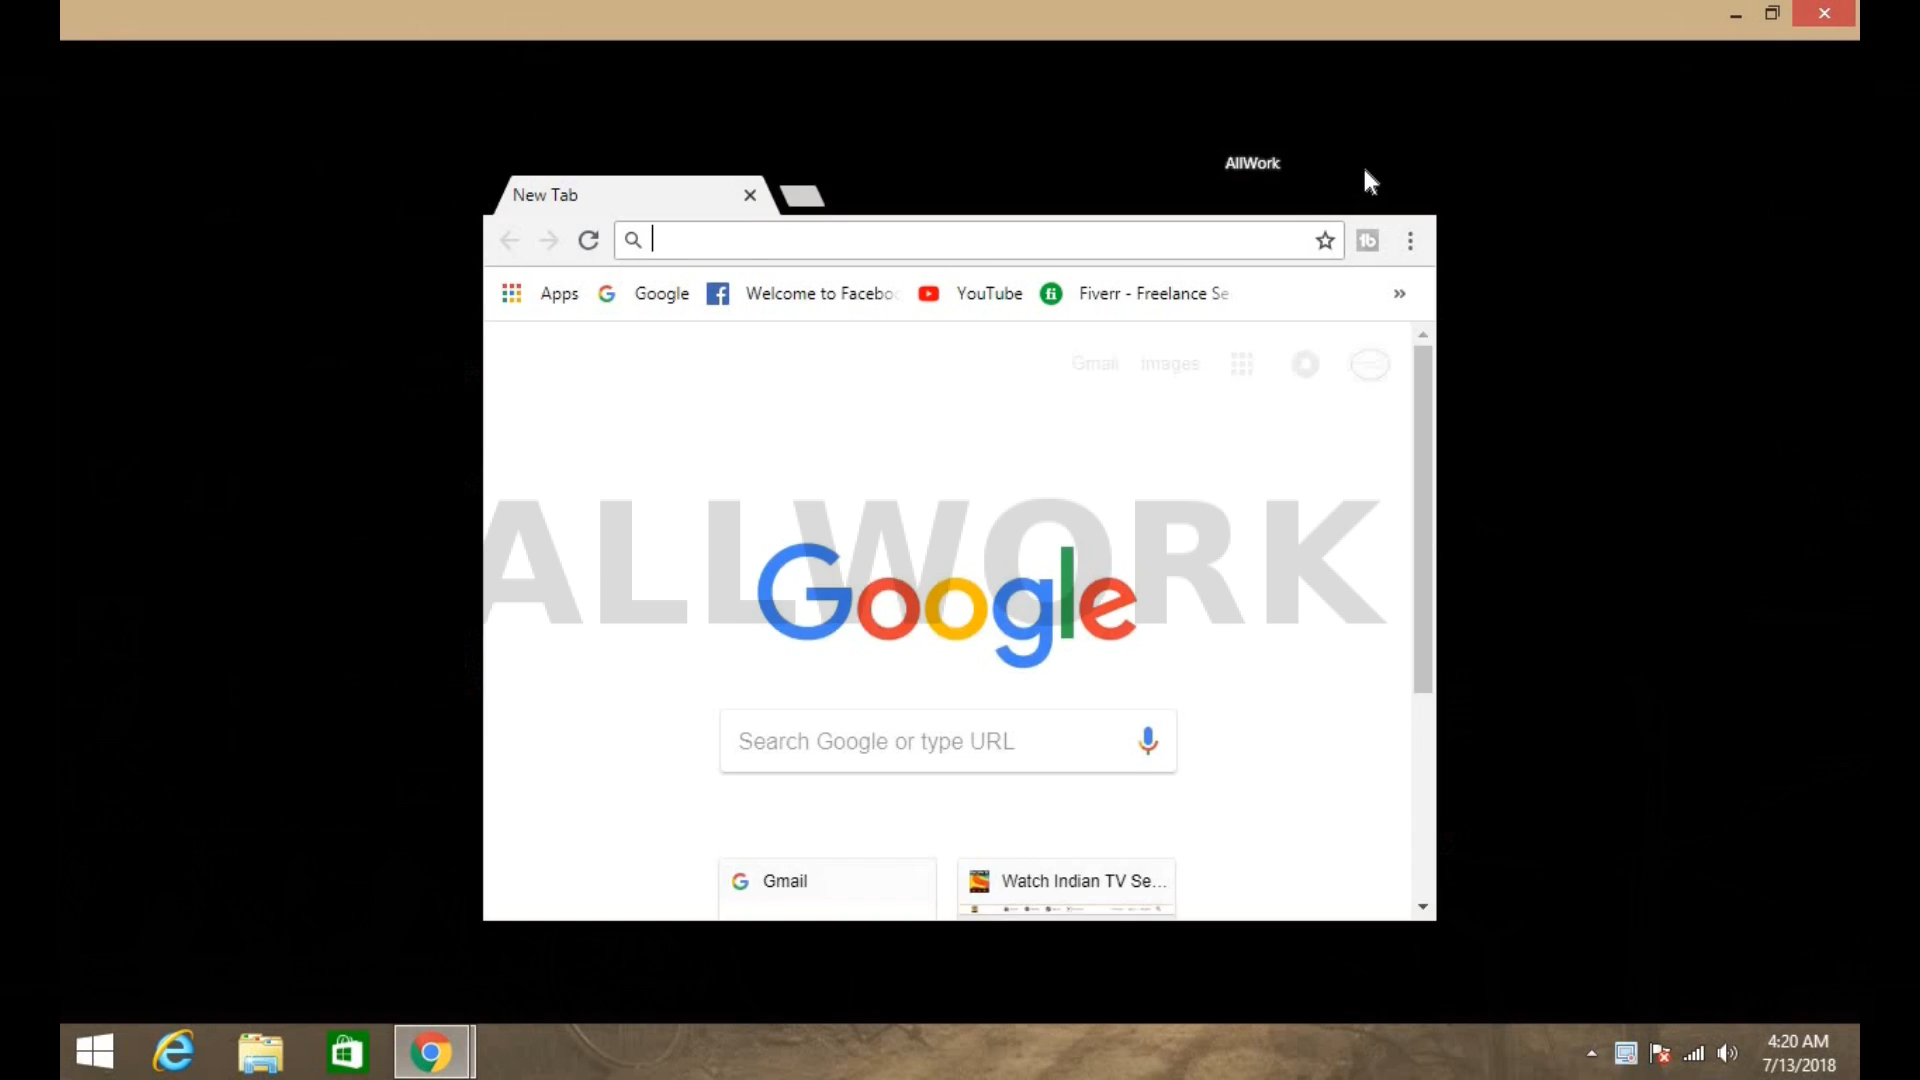 AllWork
New Tab
Apps Google Welcome to Faceboo YouTube Fiverr - Freelance Se
Gmail Images
ALLWORK
Google
Search Google or type URL
Gmail Watch Indian TV Se...
4:20 AM
7/13/2018